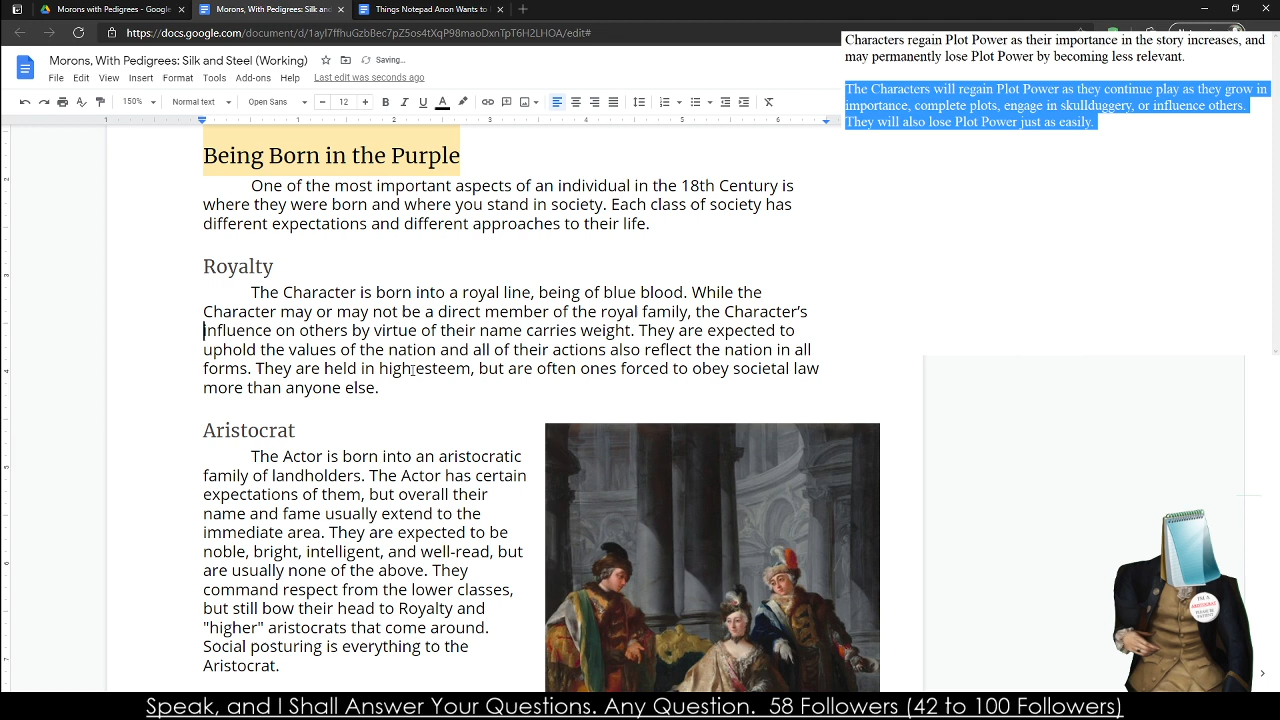 Morons with Pedigrees - Google
Morons, With Pedigrees: Silk and
Things Notepad Anon Wants to
https://docs.google.com/document/d/1ayI7ffhuGzbBec7pZ5os4tXqP98maoDxnTpT6H2LHOA/edit#
Morons, With Pedigrees: Silk and Steel (Working)
Saving...
File Edit View Insert Format Tools Add-ons Help Last edit was seconds ago
150% Normal text Open Sans 12 B I U A
1 1 2 3 4 5 6
Characters regain Plot Power as their importance in the story increases, and
may permanently lose Plot Power by becoming less relevant.
The Characters will regain Plot Power as they continue play as they grow in
importance, complete plots, engage in skullduggery, or influence others.
They will also lose Plot Power just as easily.
Being Born in the Purple
One of the most important aspects of an individual in the 18th Century is
where they were born and where you stand in society. Each class of society has
different expectations and different approaches to their life.
Royalty
The Character is born into a royal line, being of blue blood. While the
Character may or may not be a direct member of the royal family, the Character's
influence on others by virtue of their name carries weight. They are expected to
uphold the values of the nation and all of their actions also reflect the nation in all
forms. They are held in high esteem, but are often ones forced to obey societal law
more than anyone else.
Aristocrat
The Actor is born into an aristocratic
family of landholders. The Actor has certain
expectations of them, but overall their
name and fame usually extend to the
immediate area. They are expected to be
noble, bright, intelligent, and well-read, but
are usually none of the above. They
command respect from the lower classes,
but still bow their head to Royalty and
"higher" aristocrats that come around.
Social posturing is everything to the
Aristocrat.
I'M A
ARISTOCRAT
PLEASE BE
PATIENT
Speak, and I Shall Answer Your Questions. Any Question. 58 Followers (42 to 100 Followers)